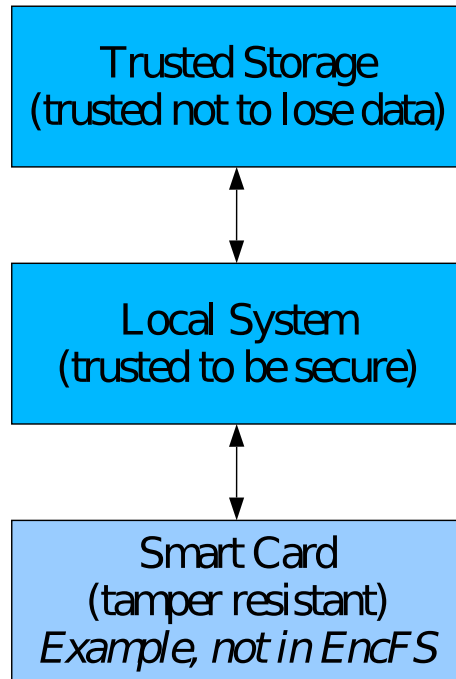 Trusted Storage
(trusted not to lose data)
Local System
(trusted to be secure)
Smart Card
(tamper resistant)
Example, not in EncFS